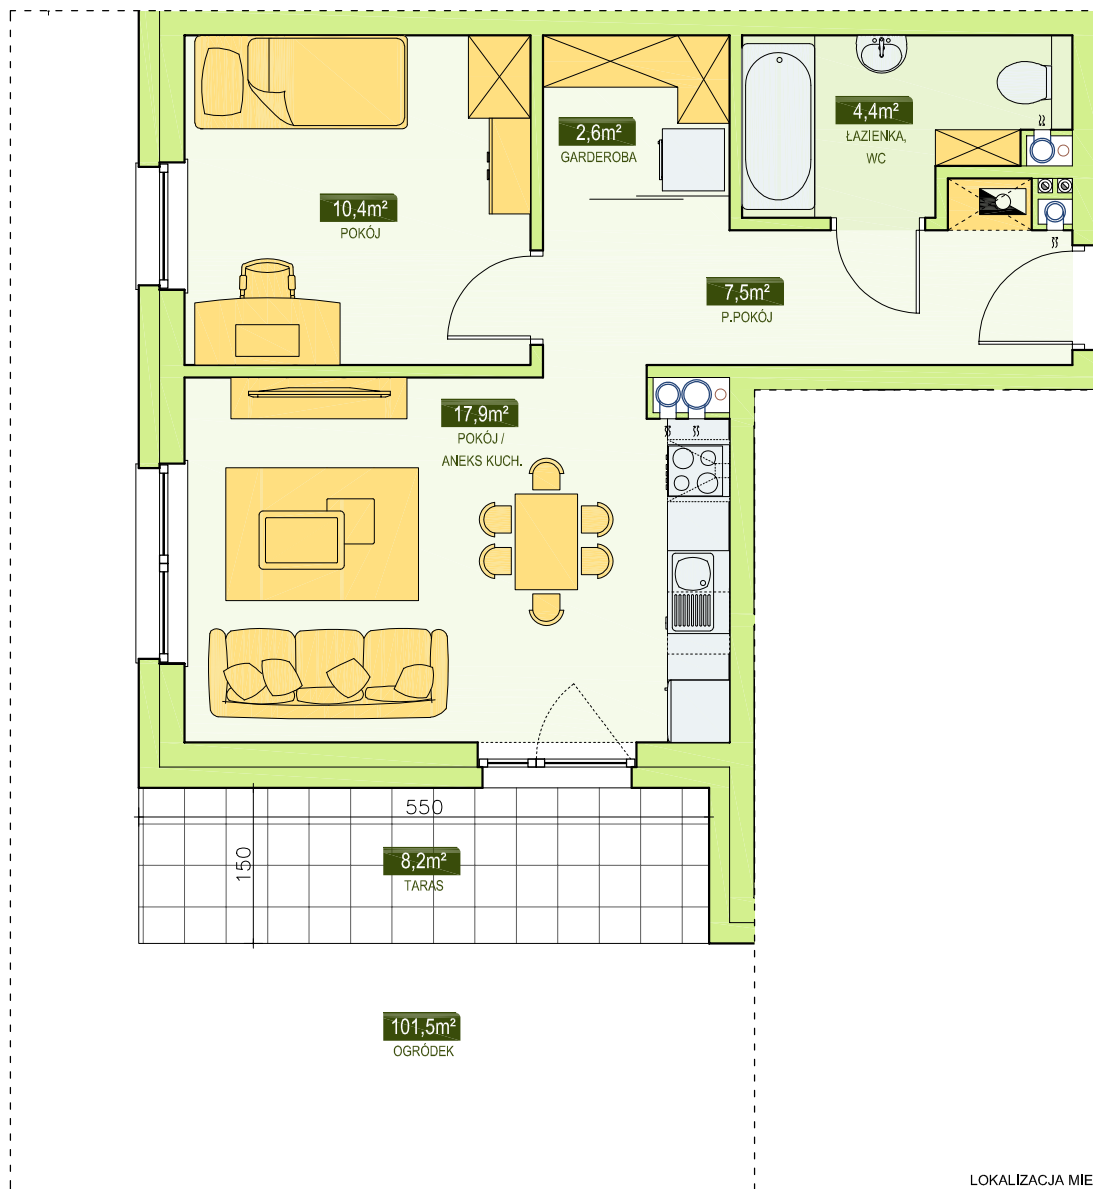 4,4m²
ŁAZIENKA,
WC
2,6m²
GARDEROBA
10,4m²
POKÓJ
7,5m²
P.POKÓJ
17,9m²
POKÓJ /
ANEKS KUCH.
550
150
8,2m²
TARAS
101,5m²
OGRÓDEK
LOKALIZACJA MIE